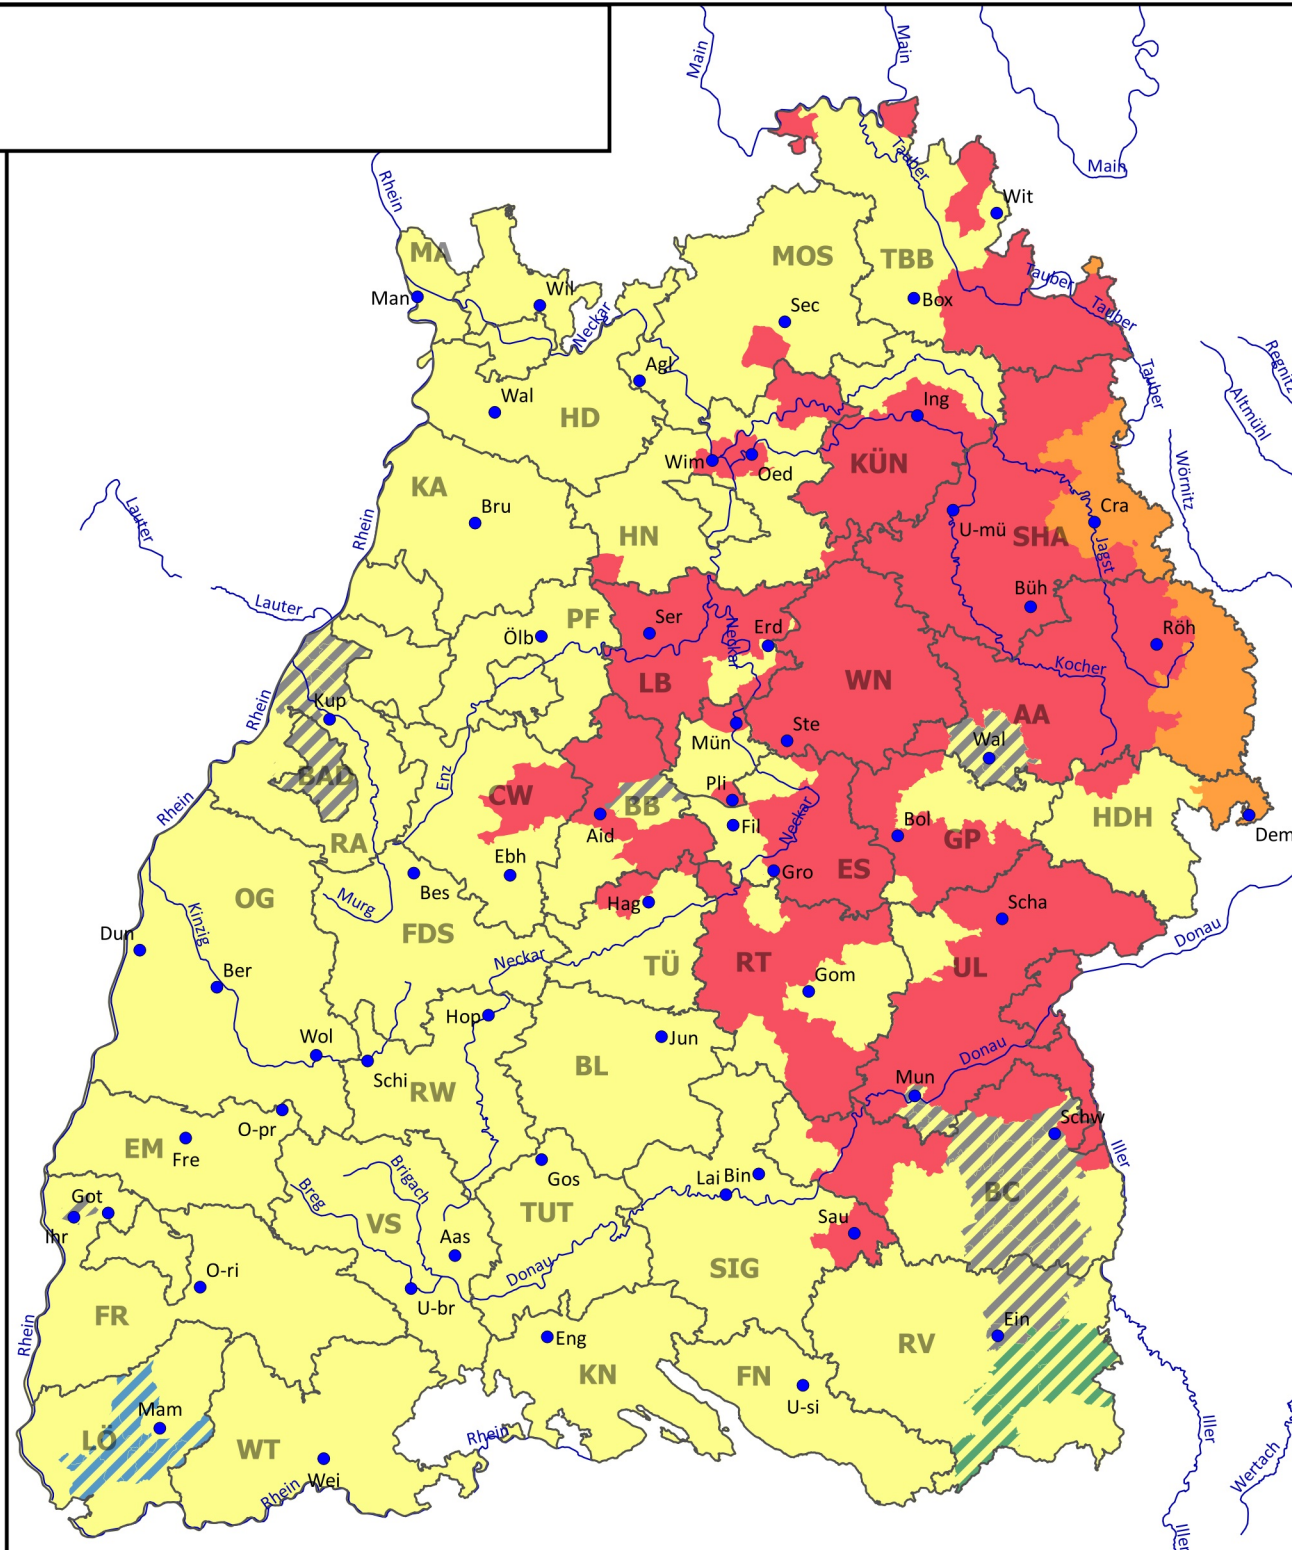 Main
Main
Main
Tauber
Wit
Rhein
MA
MOS
TBB
Tauber
Man
Wil
Neckar
Sec
Box
Tauber
Regnitz
Tauber
Altmühl
Agl
Wal
HD
Ing
Wim
Oed
KÜN
Wörnitz
KA
Bru
Rhein
Lauter
HN
U-mü
SHA
Cra
Jagst
Lauter
Büh
PF
Ser
Erd
Röh
Ölb
Neckar
Kocher
LB
WN
Rhein
Kup
AA
Mün
Ste
Wal
Enz
BAD
CW
BB
Pli
Rhein
Aid
Fil
Neckar
Böl
GP
HDH
Dem
RA
Ebh
Bes
Gro
ES
OG
Murg
Hag
Scha
Kinzig
Dun
FDS
Neckar
TÜ
RT
Gom
UL
Donau
Ber
Hop
Wol
Schi
Jun
BL
RW
Donau
Mun
O-pr
Schw
EM
Fre
Iller
Gos
Lai
Bin
Brigach
Breg
BC
Got
Ihr
VS
TUT
Sau
Aas
Donau
O-ri
SIG
U-br
FR
Rhein
Eng
Ein
RV
KN
FN
U-si
Mam
LÖ
WT
Rhein
Iller
Wei
Rhein
Wertach
Iller